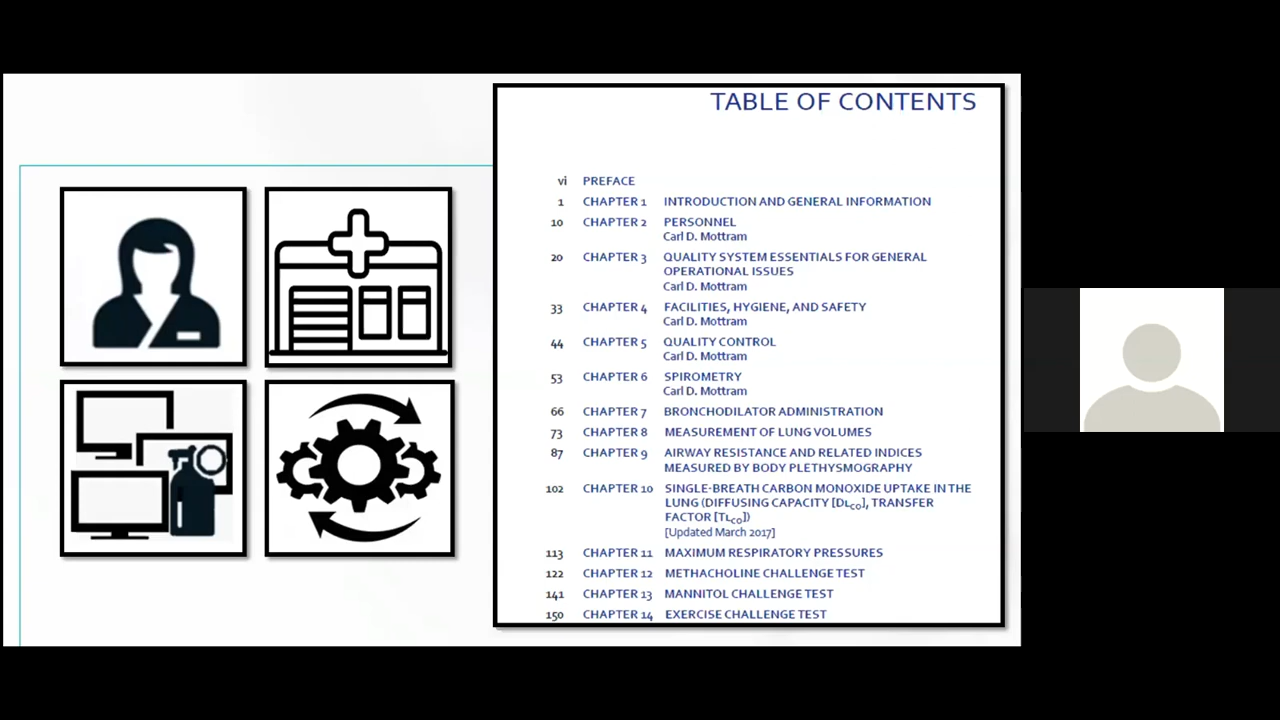 TABLE OF CONTENTS
vi PREFACE
1 CHAPTER 1 INTRODUCTION AND GENERAL INFORMATION
10 CHAPTER 2 PERSONNEL
Carl D. Mottram
20 CHAPTER 3 QUALITY SYSTEM ESSENTIALS FOR GENERAL
OPERATIONAL ISSUES
Carl D. Mottram
33 CHAPTER 4 FACILITIES, HYGIENE, AND SAFETY
Carl D. Mottram
44 CHAPTER 5 QUALITY CONTROL
Carl D. Mottram
53 CHAPTER 6 SPIROMETRY
Carl D. Mottram
66 CHAPTER 7 BRONCHODILATOR ADMINISTRATION
73 CHAPTER 8 MEASUREMENT OF LUNG VOLUMES
87 CHAPTER 9 AIRWAY RESISTANCE AND RELATED INDICES
MEASURED BY BODY PLETHYSMOGRAPHY
102 CHAPTER 10 SINGLE-BREATH CARBON MONOXIDE UPTAKE IN THE
LUNG (DIFFUSING CAPACITY [DLCO], TRANSFER
FACTOR [TLCO])
[Updated March 2017]
113 CHAPTER 11 MAXIMUM RESPIRATORY PRESSURES
122 CHAPTER 12 METHACHOLINE CHALLENGE TEST
141 CHAPTER 13 MANNITOL CHALLENGE TEST
150 CHAPTER 14 EXERCISE CHALLENGE TEST